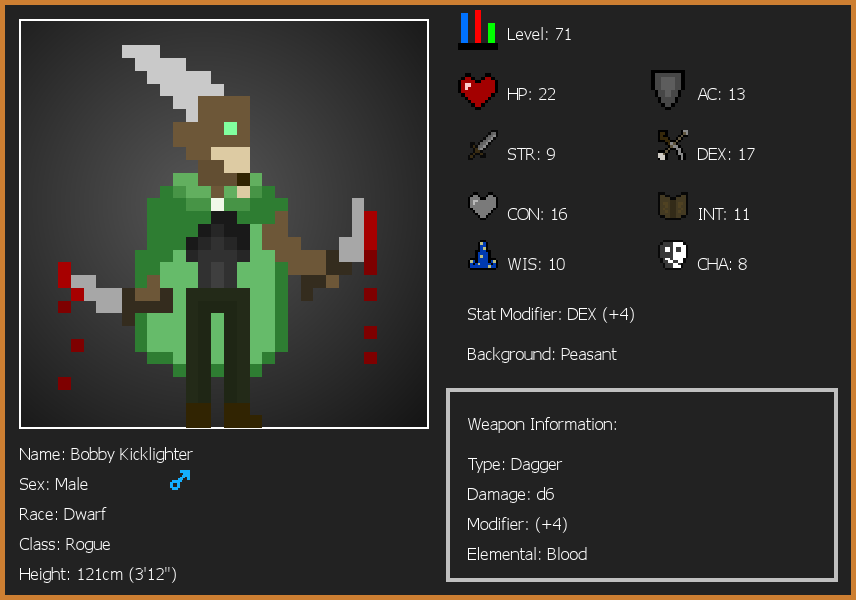 Level: 71
HP: 22
AC: 13
STR: 9
DEX: 17
CON: 16
INT: 11
WIS: 10
CHA: 8
Stat Modifier: DEX (+4)
Background: Peasant
Weapon Information:
Type: Dagger
Damage: d6
Modifier: (+4)
Elemental: Blood
Name: Bobby Kicklighter
Sex: Male
Race: Dwarf
Class: Rogue
Height: 121cm (3'12")